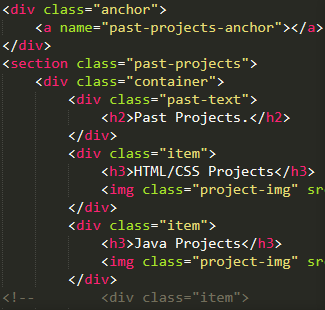 <div class="anchor">
<a name="past-projects-anchor"></a>
</div>
<section class="past-projects">
<div class="container">
<div class="past-text">
<h2>Past Projects.</h2>
</div>
<div class="item">
<h3>HTML/CSS Projects</h3>
<img class="project-img" sr
</div>
<div class="item">
<h3>Java Projects</h3>
<img class="project-img" sr
</div>
<!-- <div class="item">